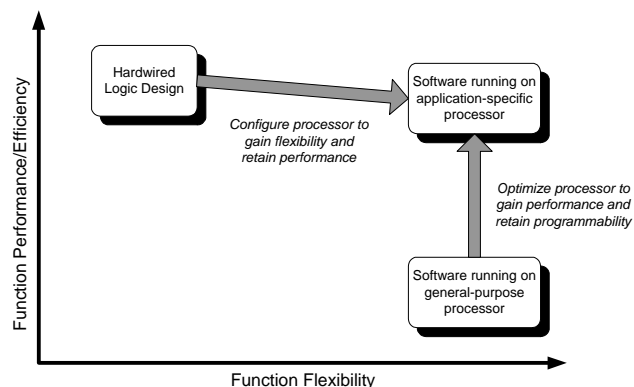 Hardwired
Logic Design
Software running on
application-specific
processor
Configure processor to
gain flexibility and
retain performance
Optimize processor to
gain performance and
retain programmability
Software running on
general-purpose
processor
Function Performance/Efficiency
Function Flexibility